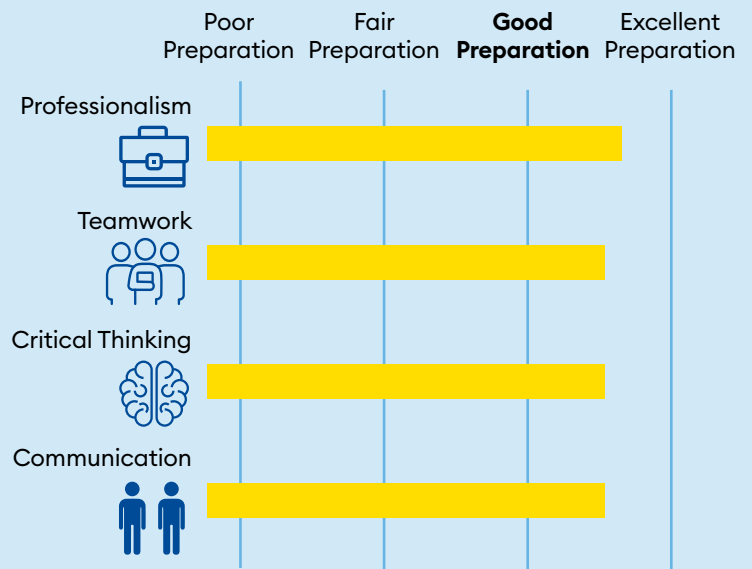 Poor
Preparation
Fair
Preparation
Good
Preparation
Excellent
Preparation
Professionalism
Teamwork
Critical Thinking
Communication